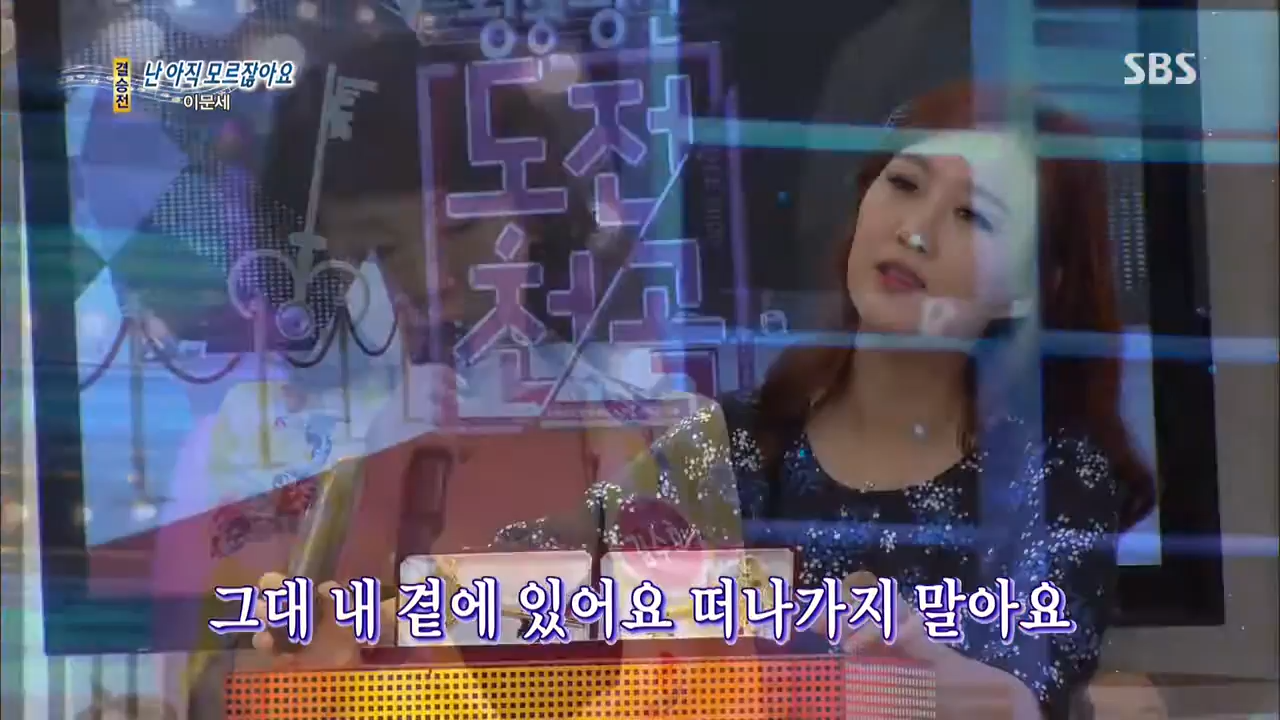 결승전
난 아직 모르잖아요
이문세
SBS
도전
천곡
그대 내 곁에 있어요 떠나가지 말아요